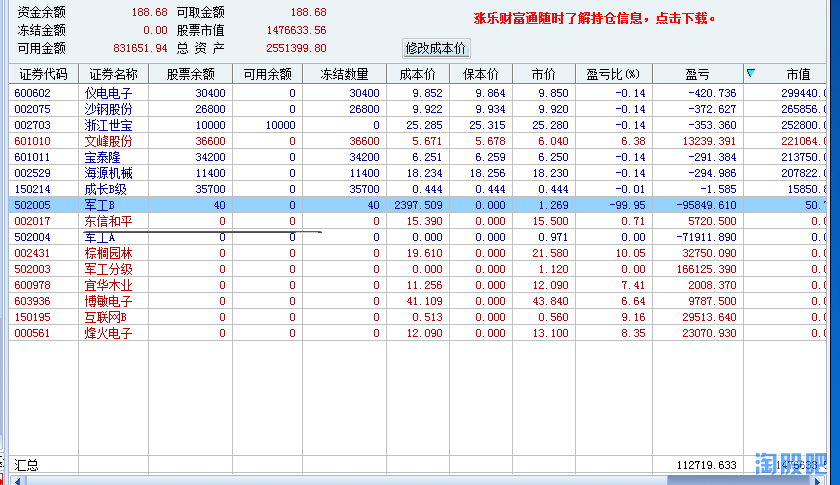 资金余额 188.68 可取金额 188.68
涨乐财富通随时了解持仓信息，点击下载。
冻结金额 0.00 股票市值 1476633.56
可用金额 831651.94 总 资 产 2551399.80 修改成本价
证券代码 证券名称 股票余额 可用余额 冻结数量 成本价 保本价 市价 盈亏比(%) 盈亏 市值
600602 仪电电子 30400 0 30400 9.852 9.864 9.850 -0.14 -420.736 299440.0
002075 沙钢股份 26800 0 26800 9.922 9.934 9.920 -0.14 -372.627 265856.0
002703 浙江世宝 10000 10000 0 25.285 25.315 25.280 -0.14 -353.360 252800.0
601010 文峰股份 36600 0 36600 5.671 5.678 6.040 6.38 13239.391 221064.0
601011 宝泰隆 34200 0 34200 6.251 6.259 6.250 -0.14 -291.384 213750.0
002529 海源机械 11400 0 11400 18.234 18.256 18.230 -0.14 -294.986 207822.0
150214 成长B级 35700 0 35700 0.444 0.444 0.444 -0.01 -1.585 15850.8
502005 军工B 40 0 40 2397.509 0.000 1.269 -99.95 -95849.610 50.7
002017 东信和平 0 0 0 15.390 0.000 15.500 0.71 5720.500 0.0
502004 军工A 0 0 0 0.000 0.000 0.971 0.00 -71911.890 0.0
002431 棕榈园林 0 0 0 19.610 0.000 21.580 10.05 32750.090 0.0
502003 军工分级 0 0 0 0.000 0.000 1.120 0.00 166125.390 0.0
600978 宜华木业 0 0 0 11.256 0.000 12.090 7.41 2008.370 0.0
603936 博敏电子 0 0 0 41.109 0.000 43.840 6.64 9787.500 0.0
150195 互联网B 0 0 0 0.513 0.000 0.560 9.16 29513.640 0.0
000561 烽火电子 0 0 0 12.090 0.000 13.100 8.35 23070.930 0.0
汇总 112719.633 1476633.5
淘股吧